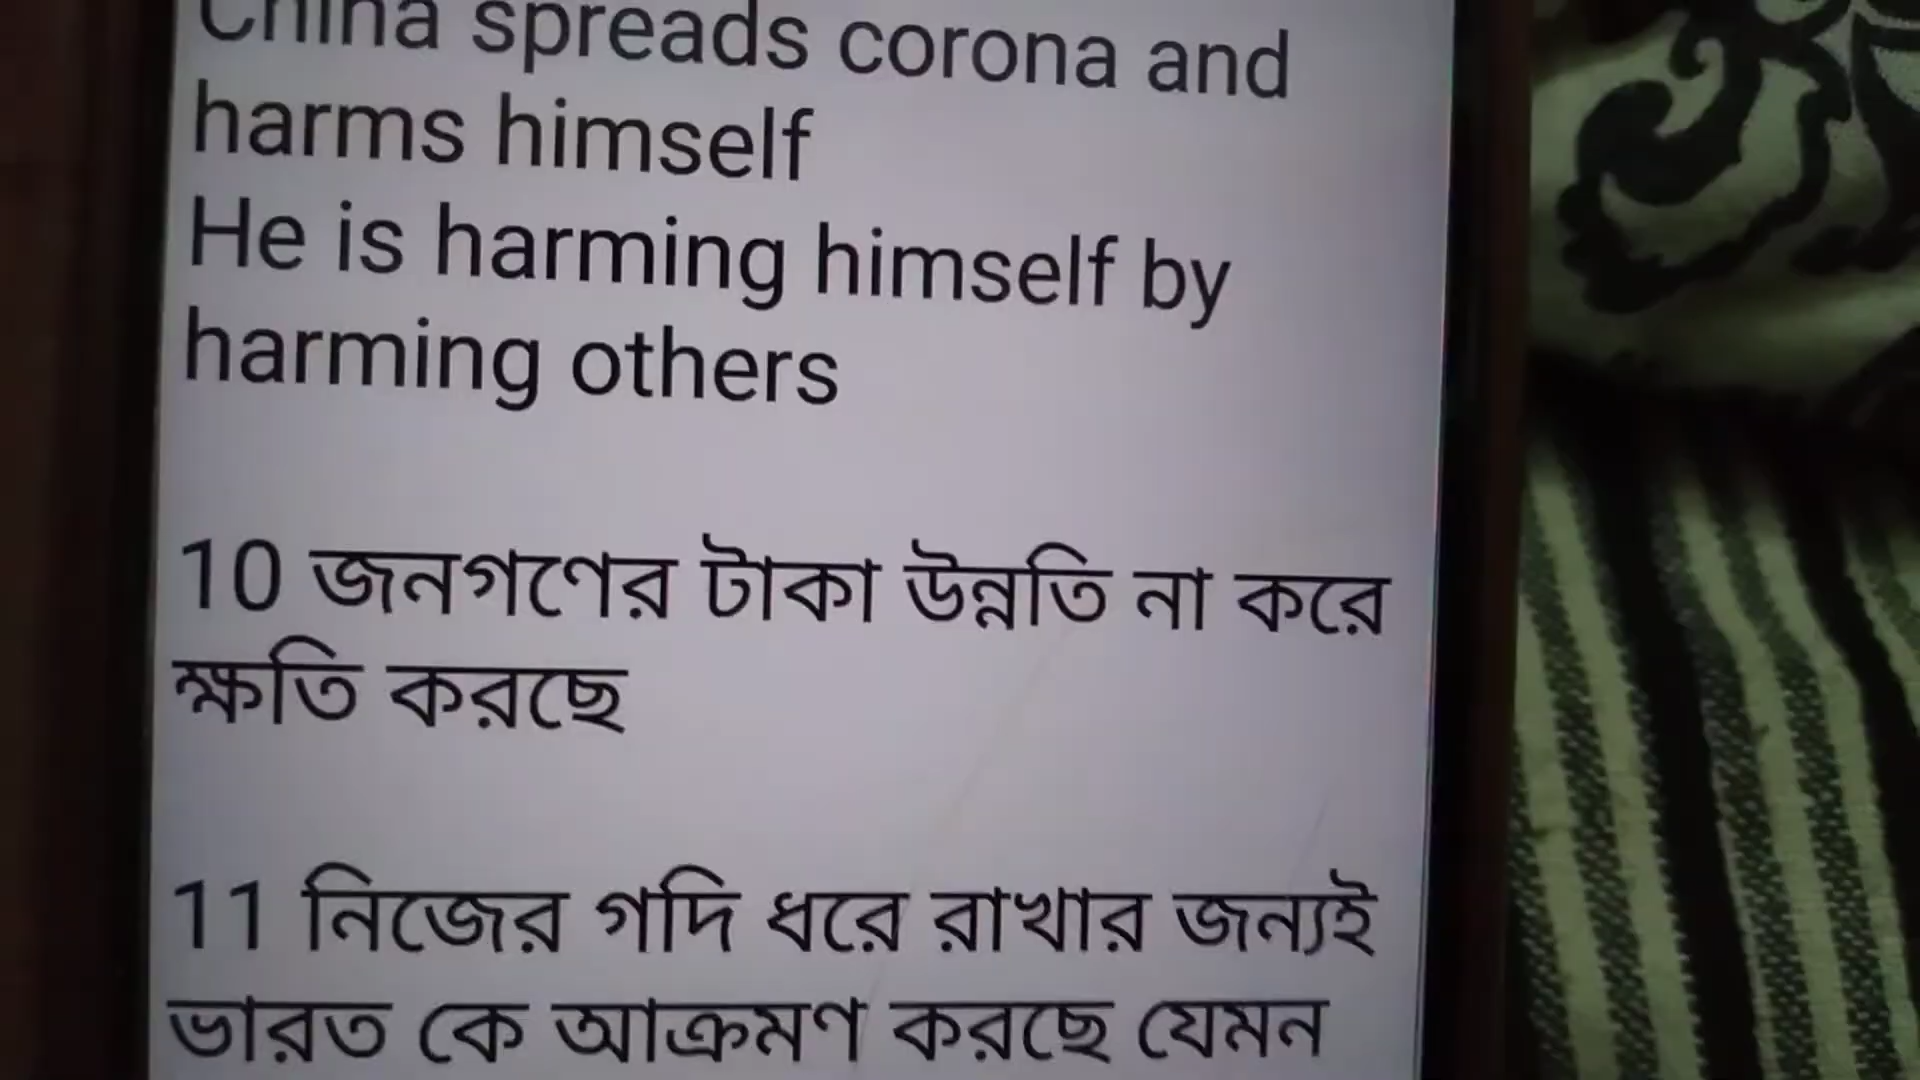 China spreads corona and
harms himself
He is harming himself by
harming others
10 জনগণের টাকা উন্নতি না করে
ক্ষতি করছে
11 নিজের গদি ধরে রাখার জন্যই
ভারত কে আক্রমণ করছে যেমন